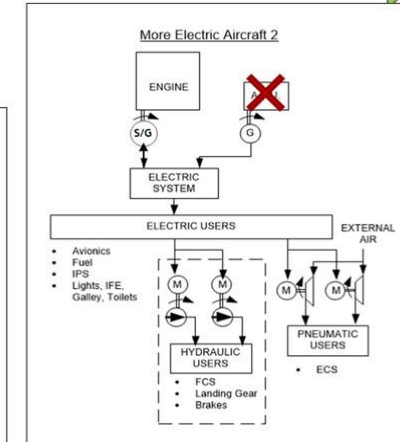 More Electric Aircraft 2
ENGINE
S/G
G
ELECTRIC
SYSTEM
ELECTRIC USERS
EXTERNAL
AIR
• Avionics
• Fuel
• IPS
• Lights, IFE,
Galley, Toilets
M
M
M
M
HYDRAULIC
USERS
PNEUMATIC
USERS
• FCS
• Landing Gear
• Brakes
• ECS